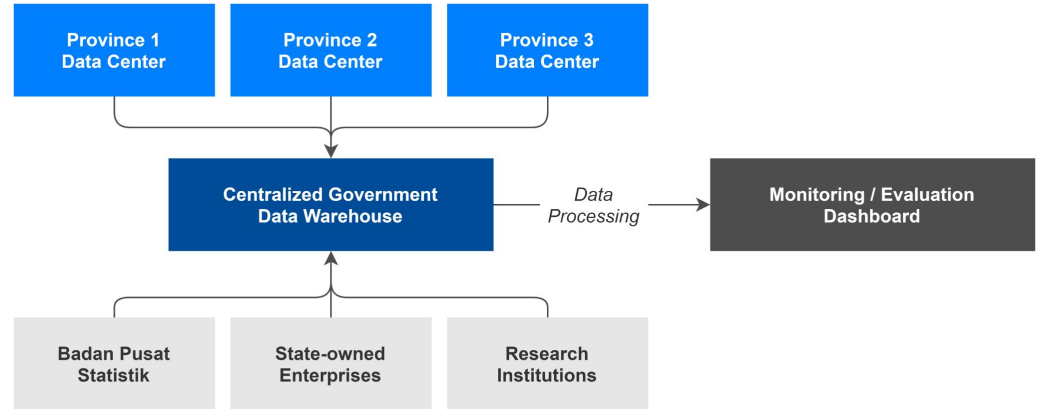 Province 1
Data Center
Province 2
Data Center
Province 3
Data Center
Centralized Government
Data Warehouse
Data
Processing
Monitoring / Evaluation
Dashboard
Badan Pusat
Statistik
State-owned
Enterprises
Research
Institutions